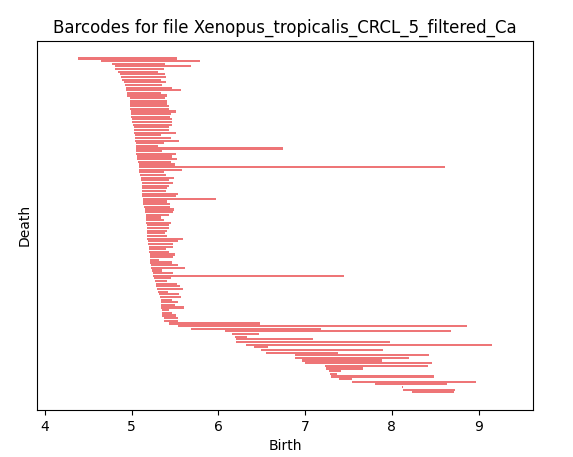 Barcodes for file Xenopus_tropicalis_CRCL_5_filtered_Ca
Death
4 5 6 7 8 9
Birth